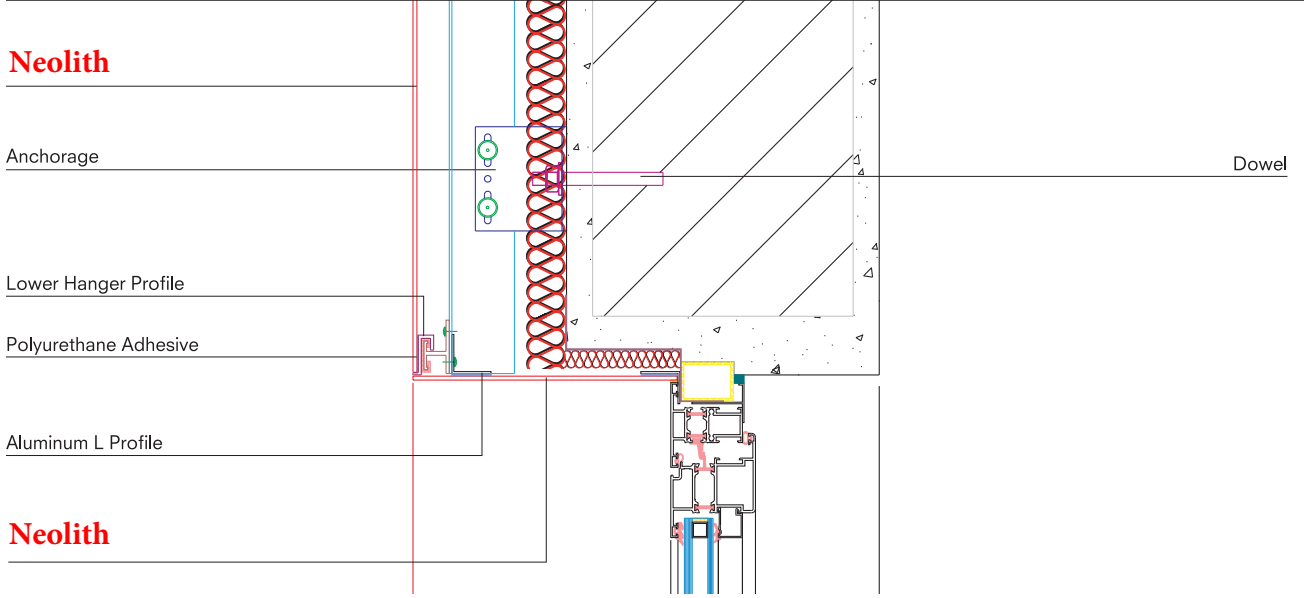 Neolith
Anchorage
Dowel
Lower Hanger Profile
Polyurethane Adhesive
Aluminum L Profile
Neolith